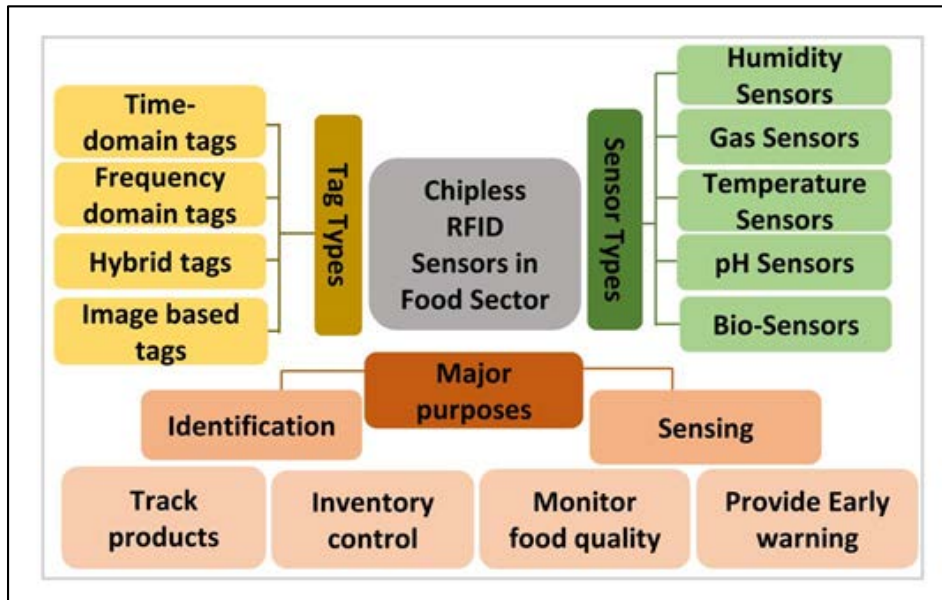 Time-
domain tags
Frequency
domain tags
Hybrid tags
Image based
tags
Tag Types
Chipless
RFID
Sensors in
Food Sector
Sensor Types
Humidity
Sensors
Gas Sensors
Temperature
Sensors
pH Sensors
Bio-Sensors
Major
purposes
Identification
Sensing
Track
products
Inventory
control
Monitor
food quality
Provide Early
warning